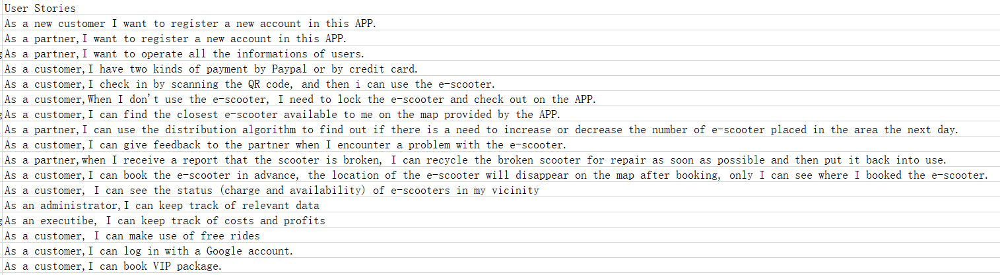 User Stories
As a new customer I want to register a new account in this APP.
As a partner,I want to register a new account in this APP.
As a partner,I want to operate all the informations of users.
As a customer,I have two kinds of payment by Paypal or by credit card.
As a customer,I check in by scanning the QR code, and then i can use the e-scooter.
As a customer,When I don't use the e-scooter, I need to lock the e-scooter and check out on the APP.
As a customer,I can find the closest e-scooter available to me on the map provided by the APP.
As a partner,I can use the distribution algorithm to find out if there is a need to increase or decrease the number of e-scooter placed in the area the next day.
As a customer,I can give feedback to the partner when I encounter a problem with the e-scooter.
As a partner,when I receive a report that the scooter is broken, I can recycle the broken scooter for repair as soon as possible and then put it back into use.
As a customer,I can book the e-scooter in advance, the location of the e-scooter will disappear on the map after booking, only I can see where I booked the e-scooter.
As a customer, I can see the status (charge and availability) of e-scooters in my vicinity
As an administrator,I can keep track of relevant data
As an executibe, I can keep track of costs and profits
As a customer, I can make use of free rides
As a customer,I can log in with a Google account.
As a customer,I can book VIP package.